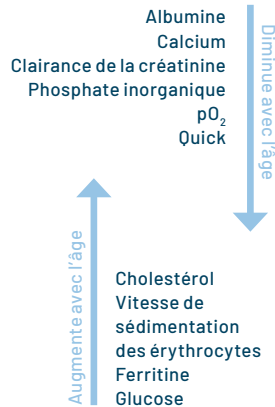 Albumine
Calcium
Clairance de la créatinine
Phosphate inorganique
pO₂
Quick
Diminue avec l'âge
Augmente avec l'âge
Cholestérol
Vitesse de
sédimentation
des érythrocytes
Ferritine
Glucose